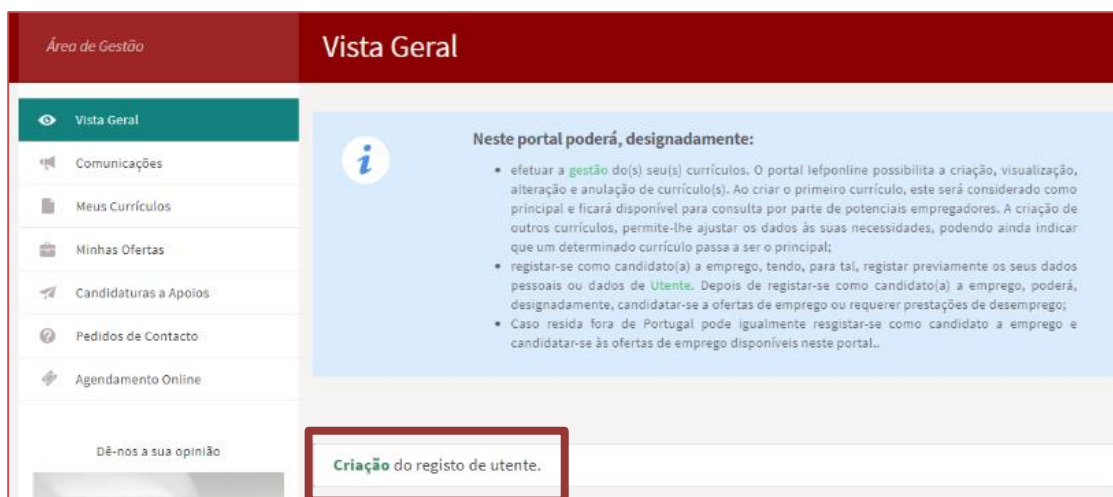 Área de Gestão
Vista Geral
Vista Geral
Comunicações
Meus Currículos
Minhas Ofertas
Candidaturas a Apoios
Pedidos de Contacto
Agendamento Online
Dê-nos a sua opinião
Neste portal poderá, designadamente:
efetuar a gestão do(s) seu(s) currículos. O portal Iefponline possibilita a criação, visualização,
alteração e anulação de currículo(s). Ao criar o primeiro currículo, este será considerado como
principal e ficará disponível para consulta por parte de potenciais empregadores. A criação de
outros currículos, permite-lhe ajustar os dados às suas necessidades, podendo ainda indicar
que um determinado currículo passa a ser o principal;
registar-se como candidato(a) a emprego, tendo, para tal, registar previamente os seus dados
pessoais ou dados de Utente. Depois de registar-se como candidato(a) a emprego, poderá,
designadamente, candidatar-se a ofertas de emprego ou requerer prestações de desemprego;
Caso resida fora de Portugal pode igualmente resgistar-se como candidato a emprego e
candidatar-se às ofertas de emprego disponíveis neste portal..
Criação do registo de utente.